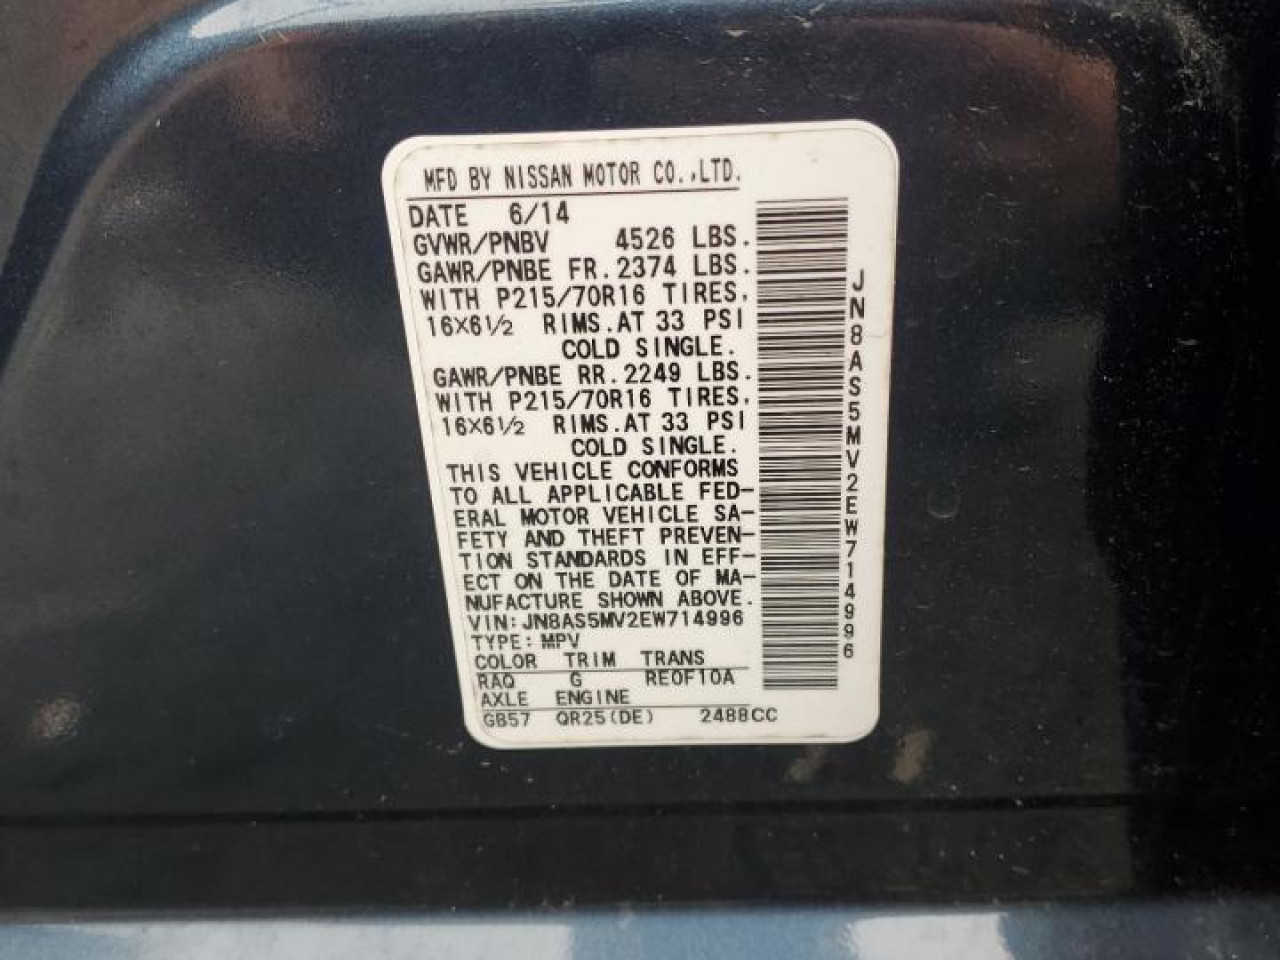 MFD BY NISSAN MOTOR CO.,LTD.
DATE 6/14
GVWR/PNBV 4526 LBS.
GAWR/PNBE FR.2374 LBS.
WITH P215/70R16 TIRES,
16X6½ RIMS.AT 33 PSI
COLD SINGLE.
GAWR/PNBE RR.2249 LBS.
WITH P215/70R16 TIRES,
16X6½ RIMS.AT 33 PSI
COLD SINGLE.
THIS VEHICLE CONFORMS
TO ALL APPLICABLE FED-
ERAL MOTOR VEHICLE SA-
FETY AND THEFT PREVEN-
TION STANDARDS IN EFF-
ECT ON THE DATE OF MA-
NUFACTURE SHOWN ABOVE.
VIN:JN8AS5MV2EW714996
TYPE:MPV
COLOR TRIM TRANS
RAQ G RE0F10A
AXLE ENGINE
GB57 QR25(DE) 2488CC
JN8AS5MV2EW714996